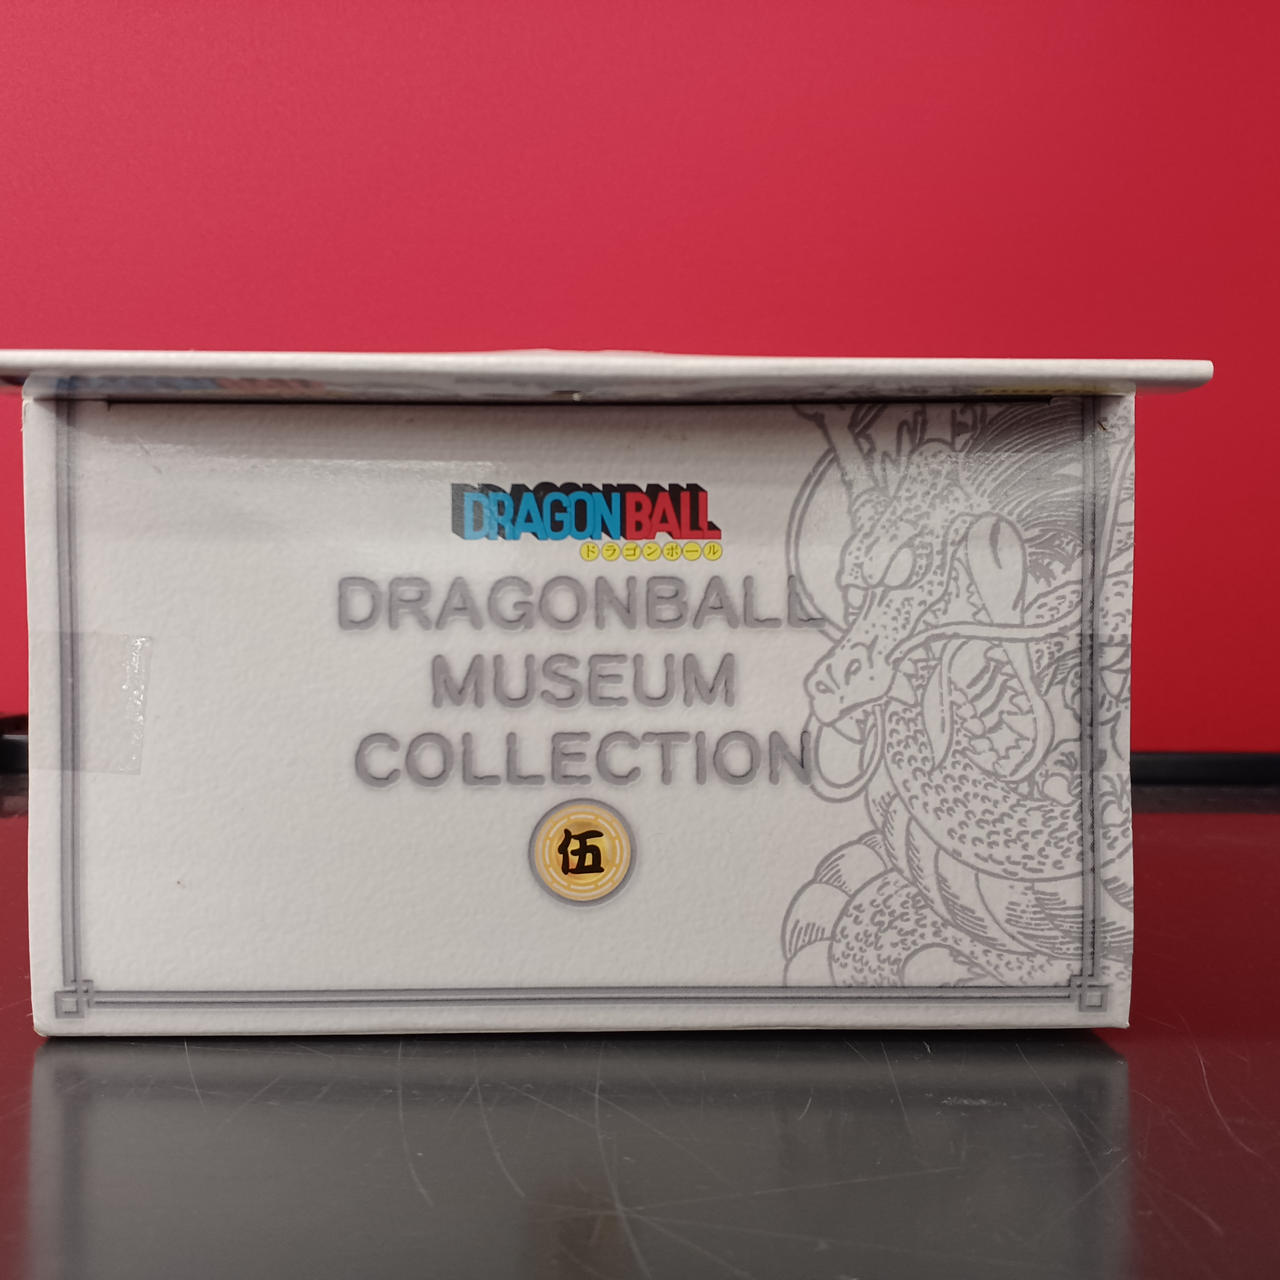 DRAGONBALL
ドラゴンボール
DRAGONBALL
MUSEUM
COLLECTION
伍